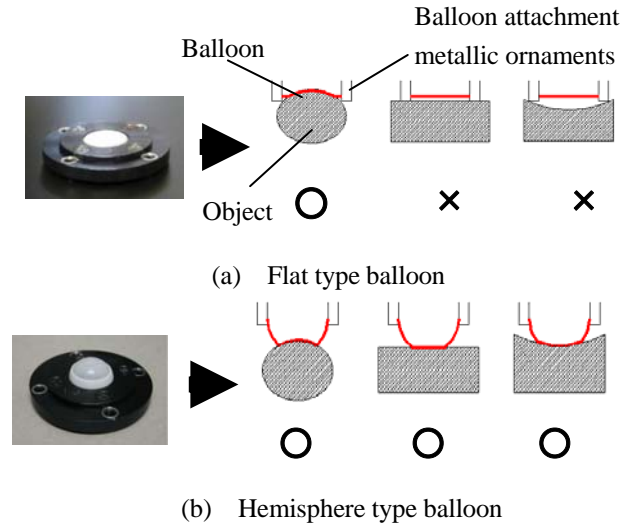 Balloon attachment
metallic ornaments
Balloon
Object
(a) Flat type balloon
(b) Hemisphere type balloon